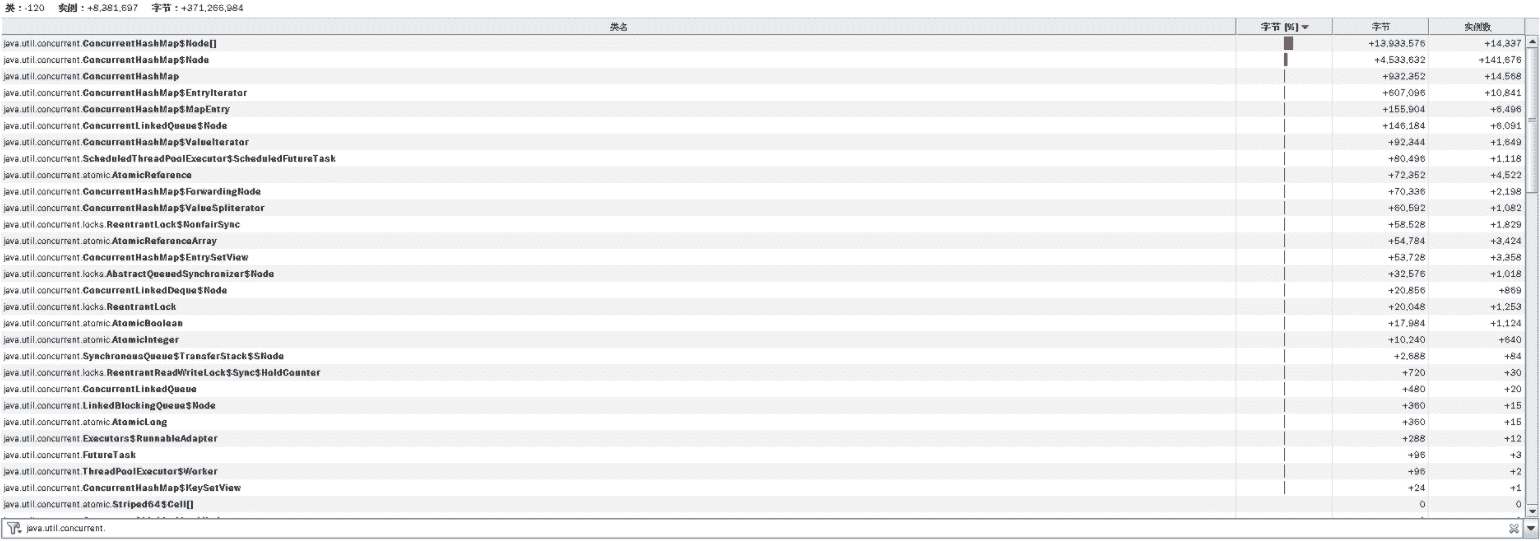 类：-120 实例：+8,381,697 字节：+371,266,984
类名 字节 [%] 字节 实例数
java.util.concurrent.ConcurrentHashMap$Node[] +13,933,576 +14,337
java.util.concurrent.ConcurrentHashMap$Node +4,533,632 +141,676
java.util.concurrent.ConcurrentHashMap +932,352 +14,568
java.util.concurrent.ConcurrentHashMap$EntryIterator +607,096 +10,841
java.util.concurrent.ConcurrentHashMap$MapEntry +155,904 +6,496
java.util.concurrent.ConcurrentLinkedQueue$Node +146,184 +6,091
java.util.concurrent.ConcurrentHashMap$ValueIterator +92,344 +1,649
java.util.concurrent.ScheduledThreadPoolExecutor$ScheduledFutureTask +80,496 +1,118
java.util.concurrent.atomic.AtomicReference +72,352 +4,522
java.util.concurrent.ConcurrentHashMap$ForwardingNode +70,336 +2,198
java.util.concurrent.ConcurrentHashMap$ValueSpliterator +60,592 +1,082
java.util.concurrent.locks.ReentrantLock$NonfairSync +58,528 +1,829
java.util.concurrent.atomic.AtomicReferenceArray +54,784 +3,424
java.util.concurrent.ConcurrentHashMap$EntrySetView +53,728 +3,358
java.util.concurrent.locks.AbstractQueuedSynchronizer$Node +32,576 +1,018
java.util.concurrent.ConcurrentLinkedDeque$Node +20,856 +869
java.util.concurrent.locks.ReentrantLock +20,048 +1,253
java.util.concurrent.atomic.AtomicBoolean +17,984 +1,124
java.util.concurrent.atomic.AtomicInteger +10,240 +640
java.util.concurrent.SynchronousQueue$TransferStack$SNode +2,688 +84
java.util.concurrent.locks.ReentrantReadWriteLock$Sync$HoldCounter +720 +30
java.util.concurrent.ConcurrentLinkedQueue +480 +20
java.util.concurrent.LinkedBlockingQueue$Node +360 +15
java.util.concurrent.atomic.AtomicLong +360 +15
java.util.concurrent.Executors$RunnableAdapter +288 +12
java.util.concurrent.FutureTask +96 +3
java.util.concurrent.ThreadPoolExecutor$Worker +96 +2
java.util.concurrent.ConcurrentHashMap$KeySetView +24 +1
java.util.concurrent.atomic.Striped64$Cell[] 0 0
java.util.concurrent.